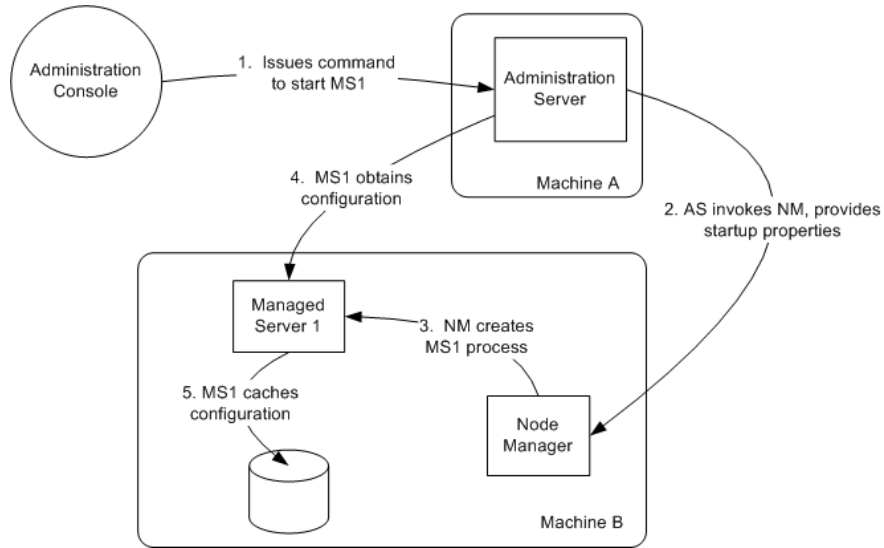 Administration
Console
1. Issues command
to start MS1
Administration
Server
Machine A
2. AS invokes NM, provides
startup properties
4. MS1 obtains
configuration
Managed
Server 1
3. NM creates
MS1 process
5. MS1 caches
configuration
Node
Manager
Machine B